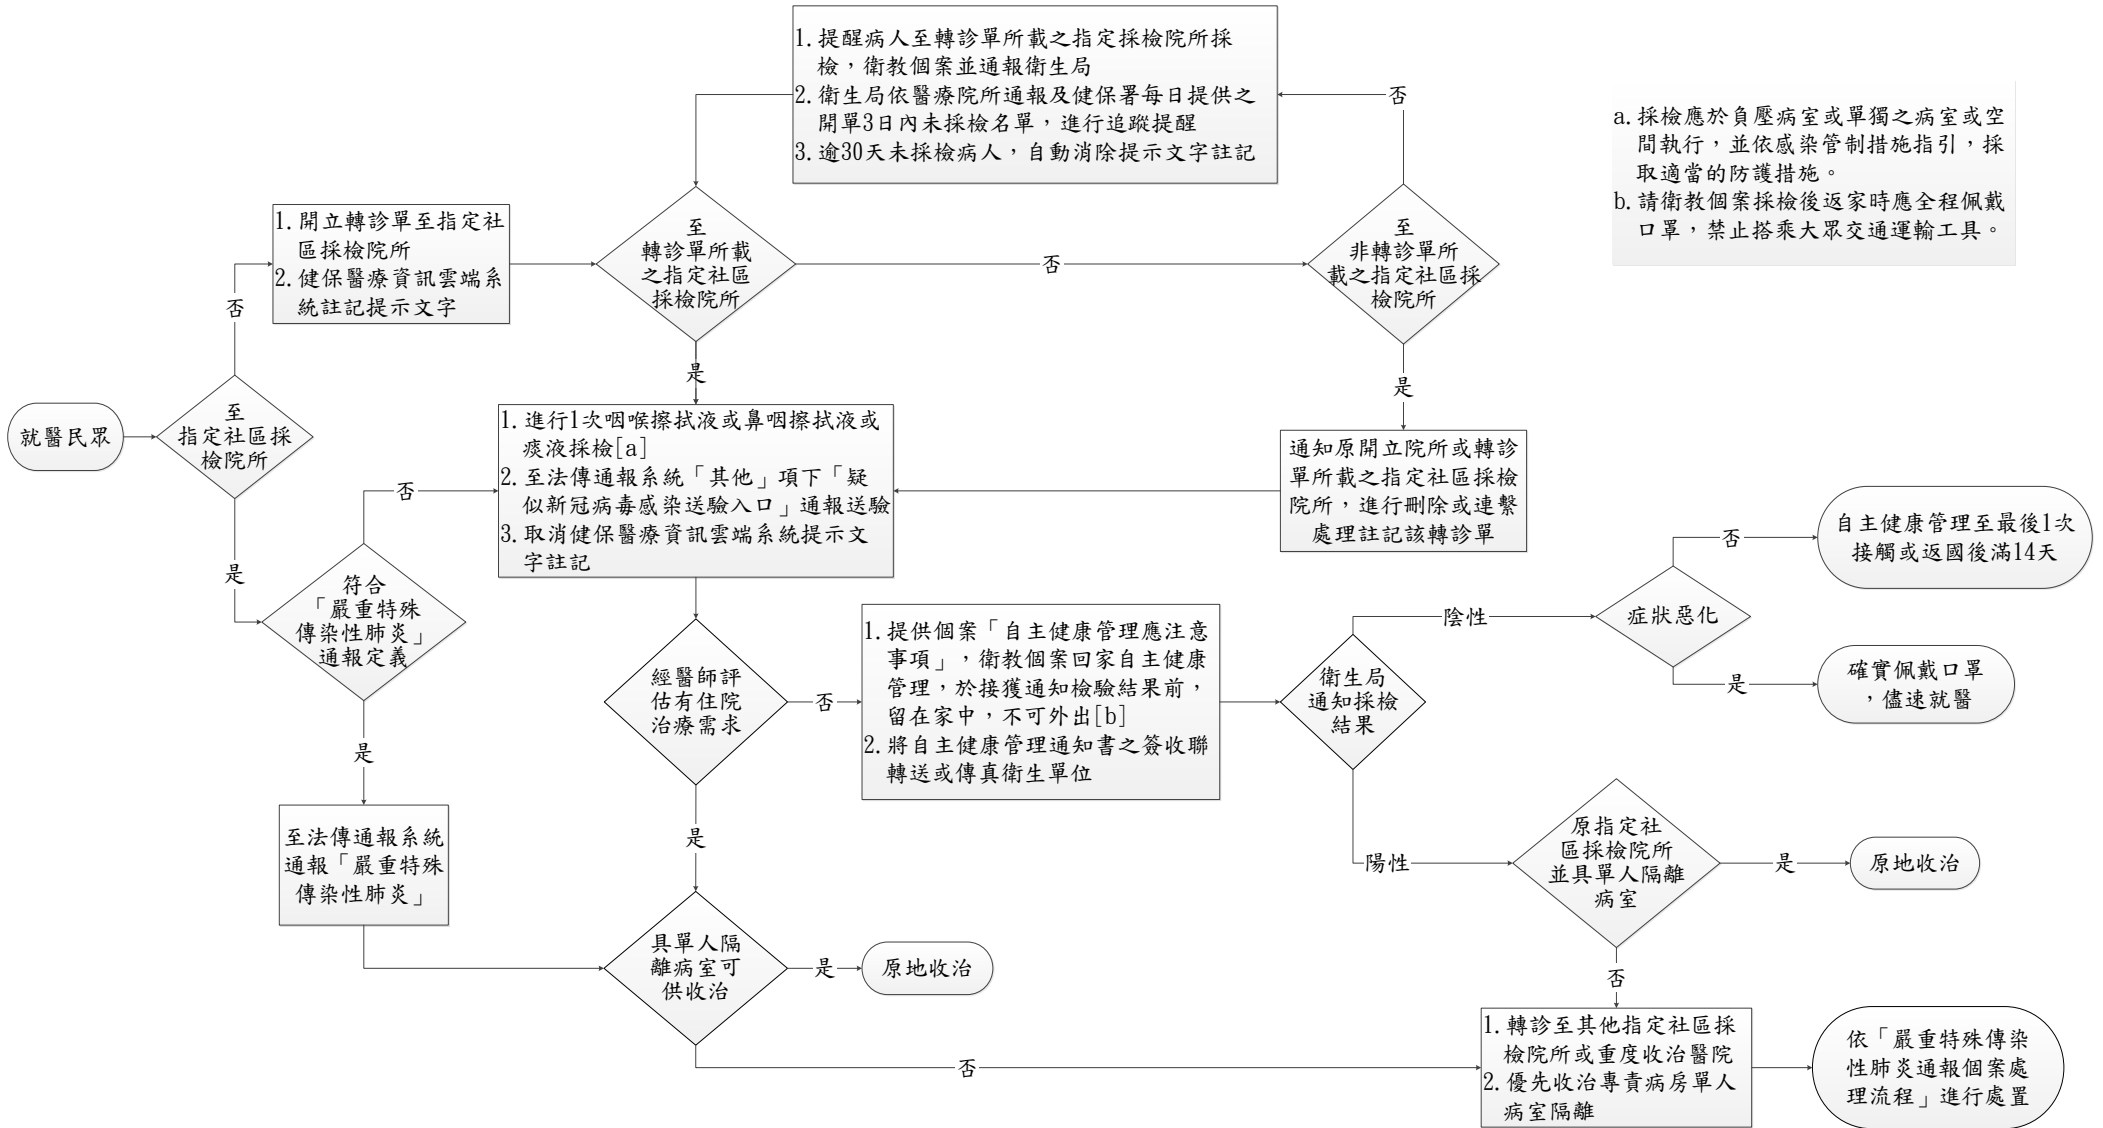 1. 提醒病人至轉診單所載之指定採檢院所採
檢，衛教個案並通報衛生局
2. 衛生局依醫療院所通報及健保署每日提供之
開單3日內未採檢名單，進行追蹤提醒
3. 逾30天未採檢病人，自動消除提示文字註記
否
a. 採檢應於負壓病室或單獨之病室或空
間執行，並依感染管制措施指引，採
取適當的防護措施。
b. 請衛教個案採檢後返家時應全程佩戴
口罩，禁止搭乘大眾交通運輸工具。
1. 開立轉診單至指定社
區採檢院所
2. 健保醫療資訊雲端系
統註記提示文字
至
轉診單所載
之指定社區
採檢院所
否
至
非轉診單所
載之指定社區採
檢院所
否
是
是
就醫民眾
至
指定社區採
檢院所
是
否
1. 進行1次咽喉擦拭液或鼻咽擦拭液或
痰液採檢[a]
2. 至法傳通報系統「其他」項下「疑
似新冠病毒感染送驗入口」通報送驗
3. 取消健保醫療資訊雲端系統提示文
字註記
通知原開立院所或轉診
單所載之指定社區採檢
院所，進行刪除或連繫
處理註記該轉診單
符合
「嚴重特殊
傳染性肺炎」
通報定義
是
經醫師評
估有住院
治療需求
否
1. 提供個案「自主健康管理應注意
事項」，衛教個案回家自主健康
管理，於接獲通知檢驗結果前，
留在家中，不可外出[b]
2. 將自主健康管理通知書之簽收聯
轉送或傳真衛生單位
衛生局
通知採檢
結果
陰性
症狀惡化
否
自主健康管理至最後1次
接觸或返國後滿14天
是
確實佩戴口罩
，儘速就醫
至法傳通報系統
通報「嚴重特殊
傳染性肺炎」
是
陽性
原指定社
區採檢院所
並具單人隔離
病室
是
原地收治
具單人隔
離病室可
供收治
是
原地收治
否
否
1. 轉診至其他指定社區採
檢院所或重度收治醫院
2. 優先收治專責病房單人
病室隔離
依「嚴重特殊傳染
性肺炎通報個案處
理流程」進行處置